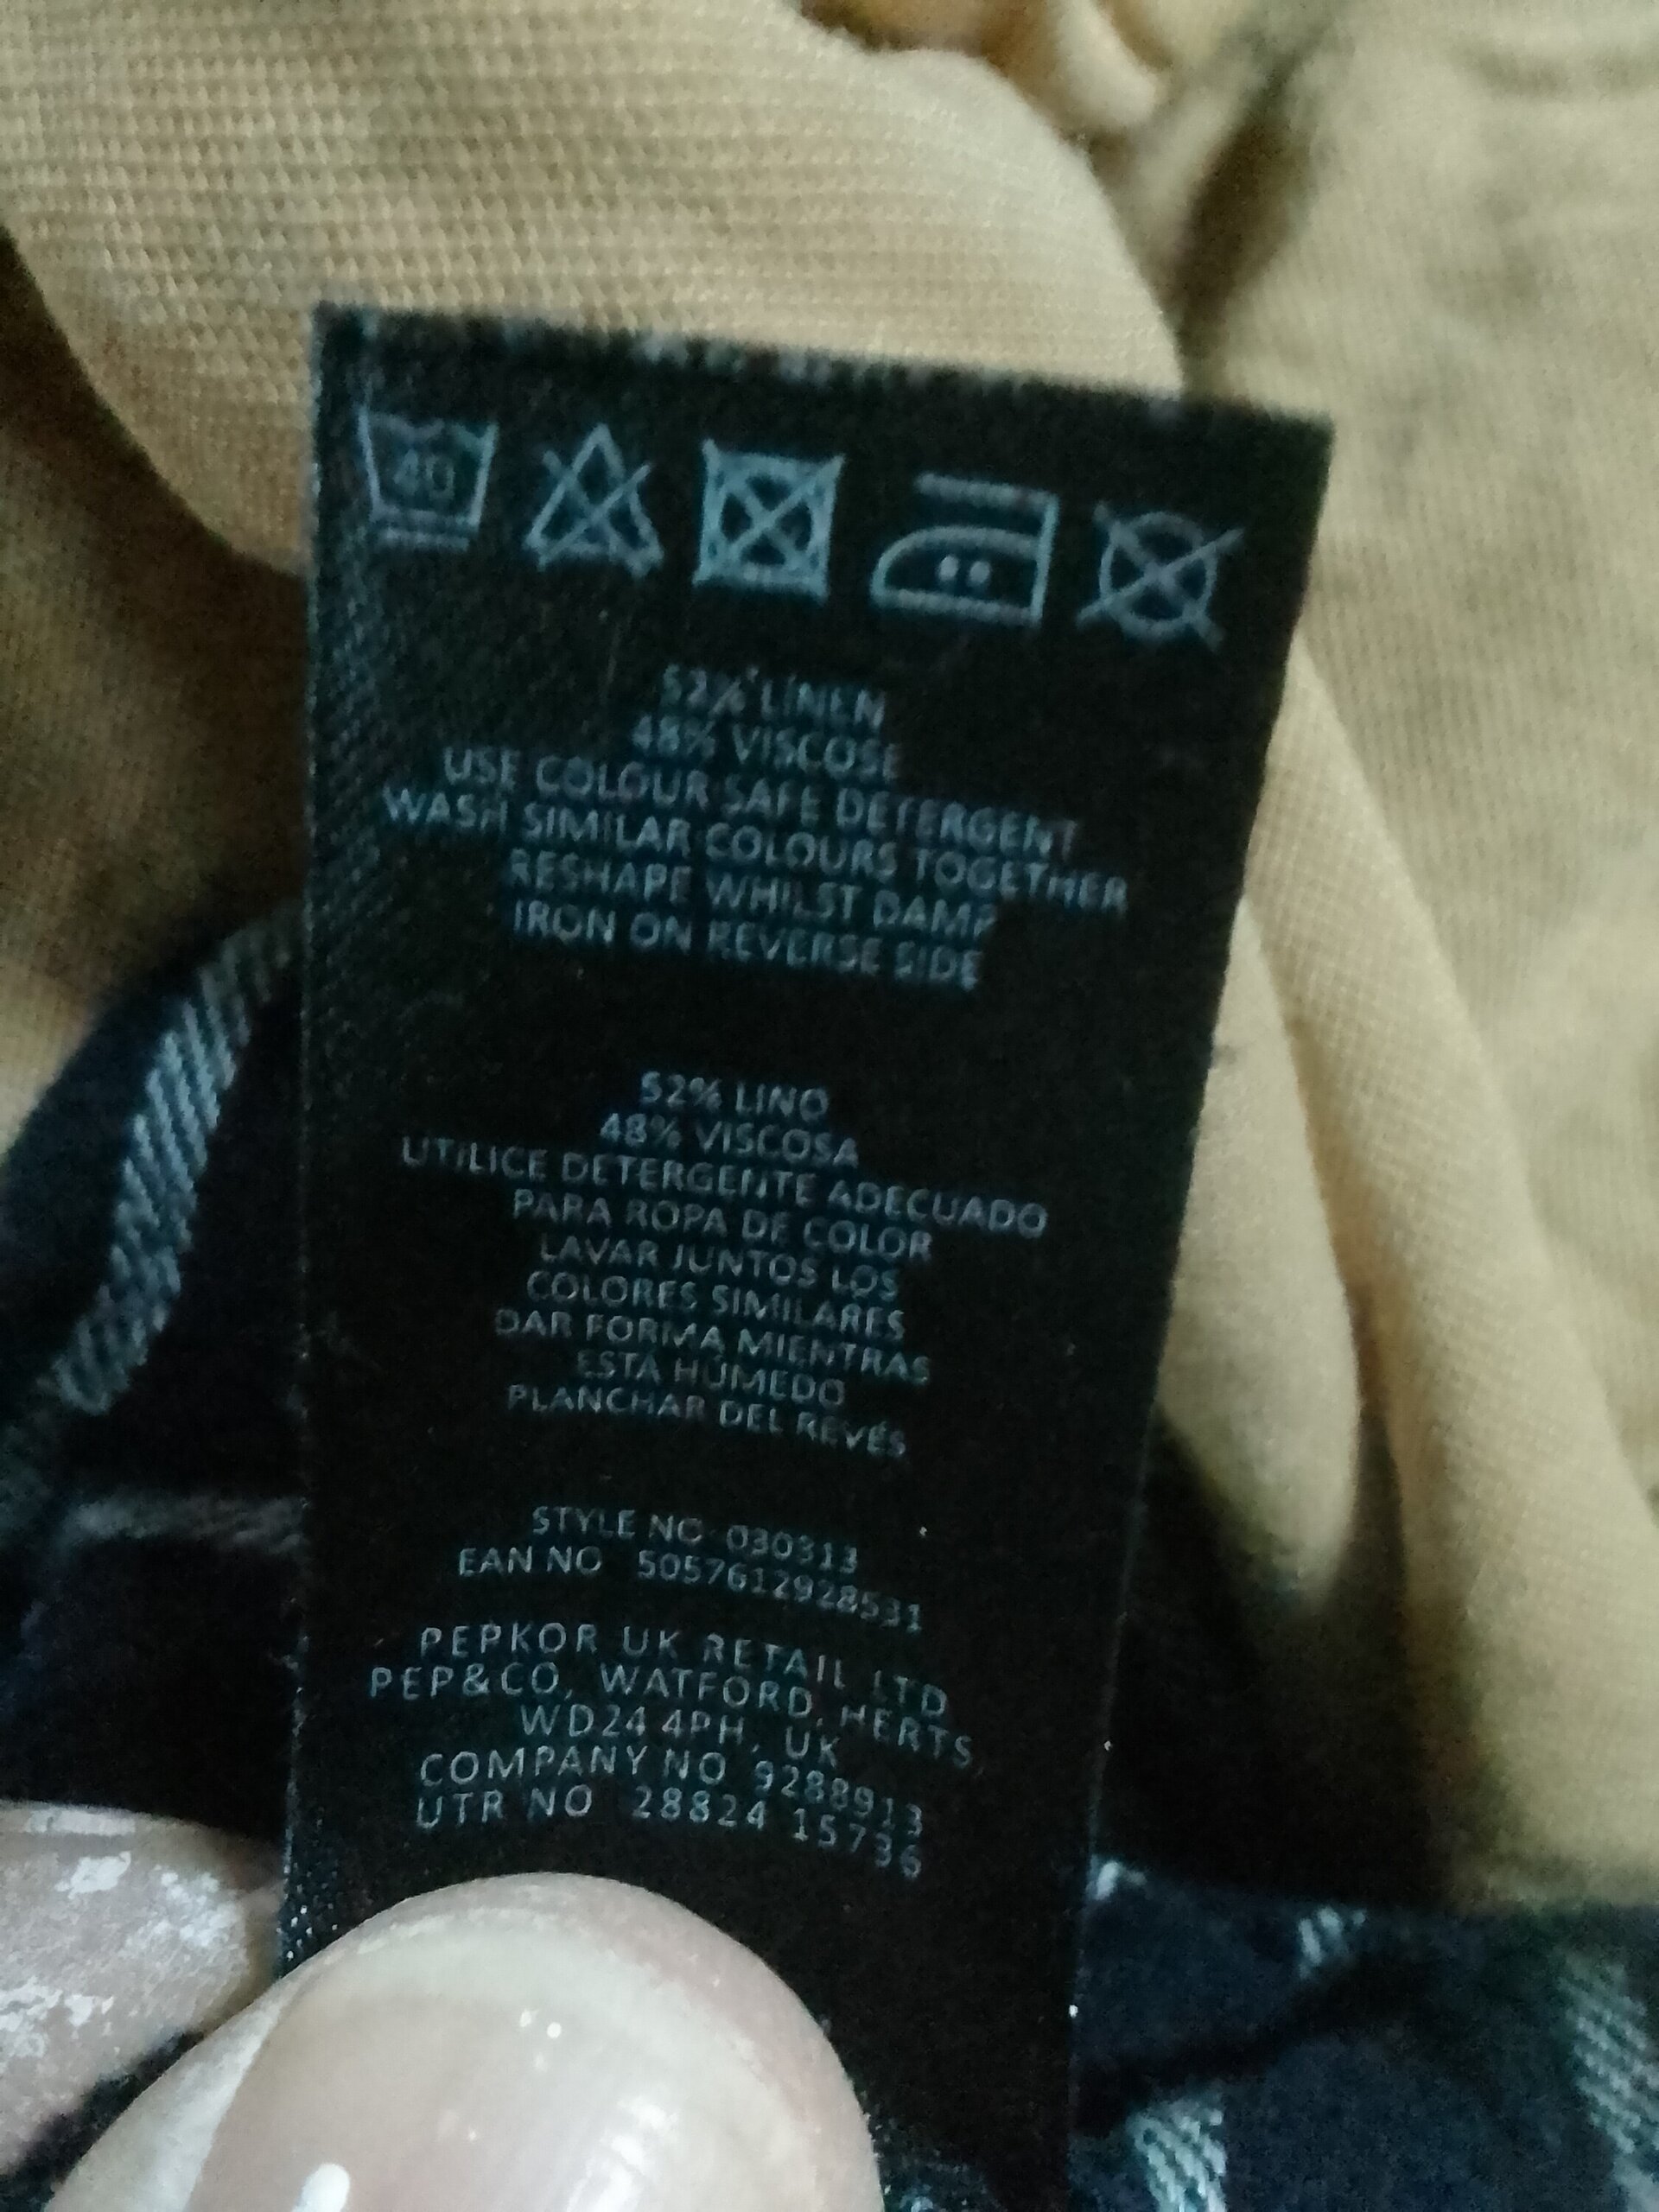 40
52% LINEN
48% VISCOSE
USE COLOUR SAFE DETERGENT
WASH SIMILAR COLOURS TOGETHER
RESHAPE WHILST DAMP
IRON ON REVERSE SIDE
52% LINO
48% VISCOSA
UTILICE DETERGENTE ADECUADO
PARA ROPA DE COLOR
LAVAR JUNTOS LOS
COLORES SIMILARES
DAR FORMA MIENTRAS
ESTA HÚMEDO
PLANCHAR DEL REVÉS
STYLE NO 030313
EAN NO 5057612928531
PEPKOR UK RETAIL LTD
PEP&CO, WATFORD, HERTS
WD24 4PH, UK
COMPANY NO 9288913
UTR NO 28824 15736